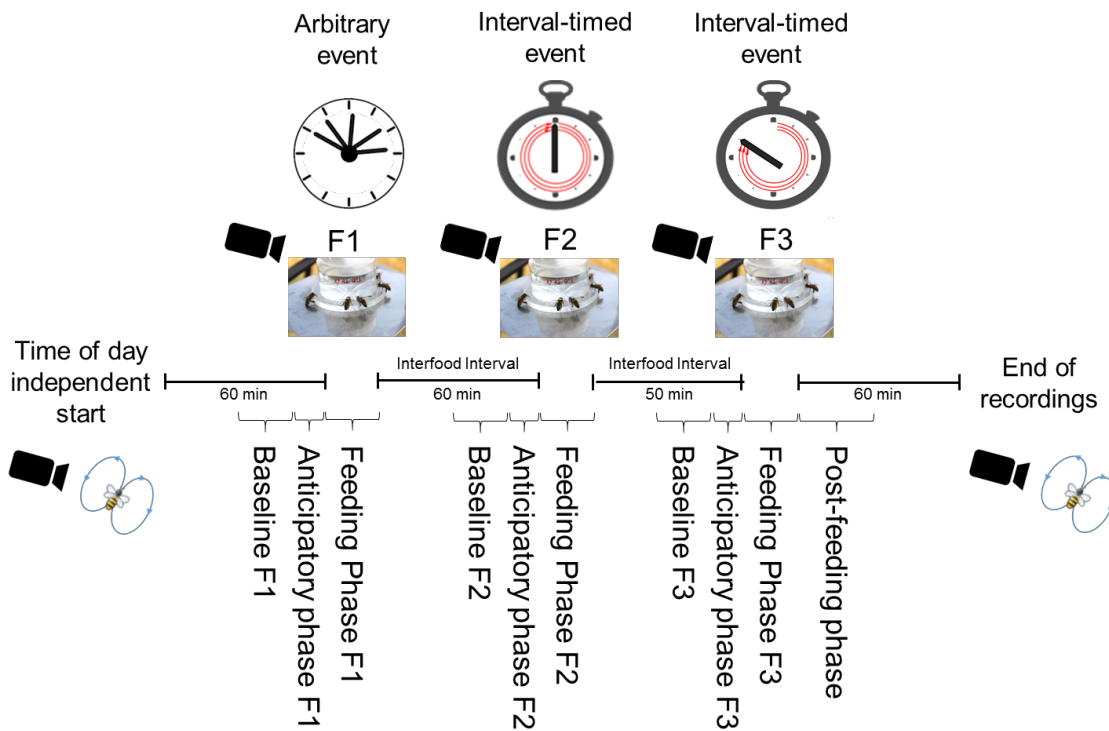 Arbitrary
event
Interval-timed
event
Interval-timed
event
F1
F2
F3
Time of day
independent
start
60 min
Interfood Interval
60 min
Interfood Interval
50 min
60 min
End of
recordings
Baseline F1
Anticipatory phase F1
Feeding Phase F1
Baseline F2
Anticipatory phase F2
Feeding Phase F2
Baseline F3
Anticipatory phase F3
Feeding Phase F3
Post-feeding phase